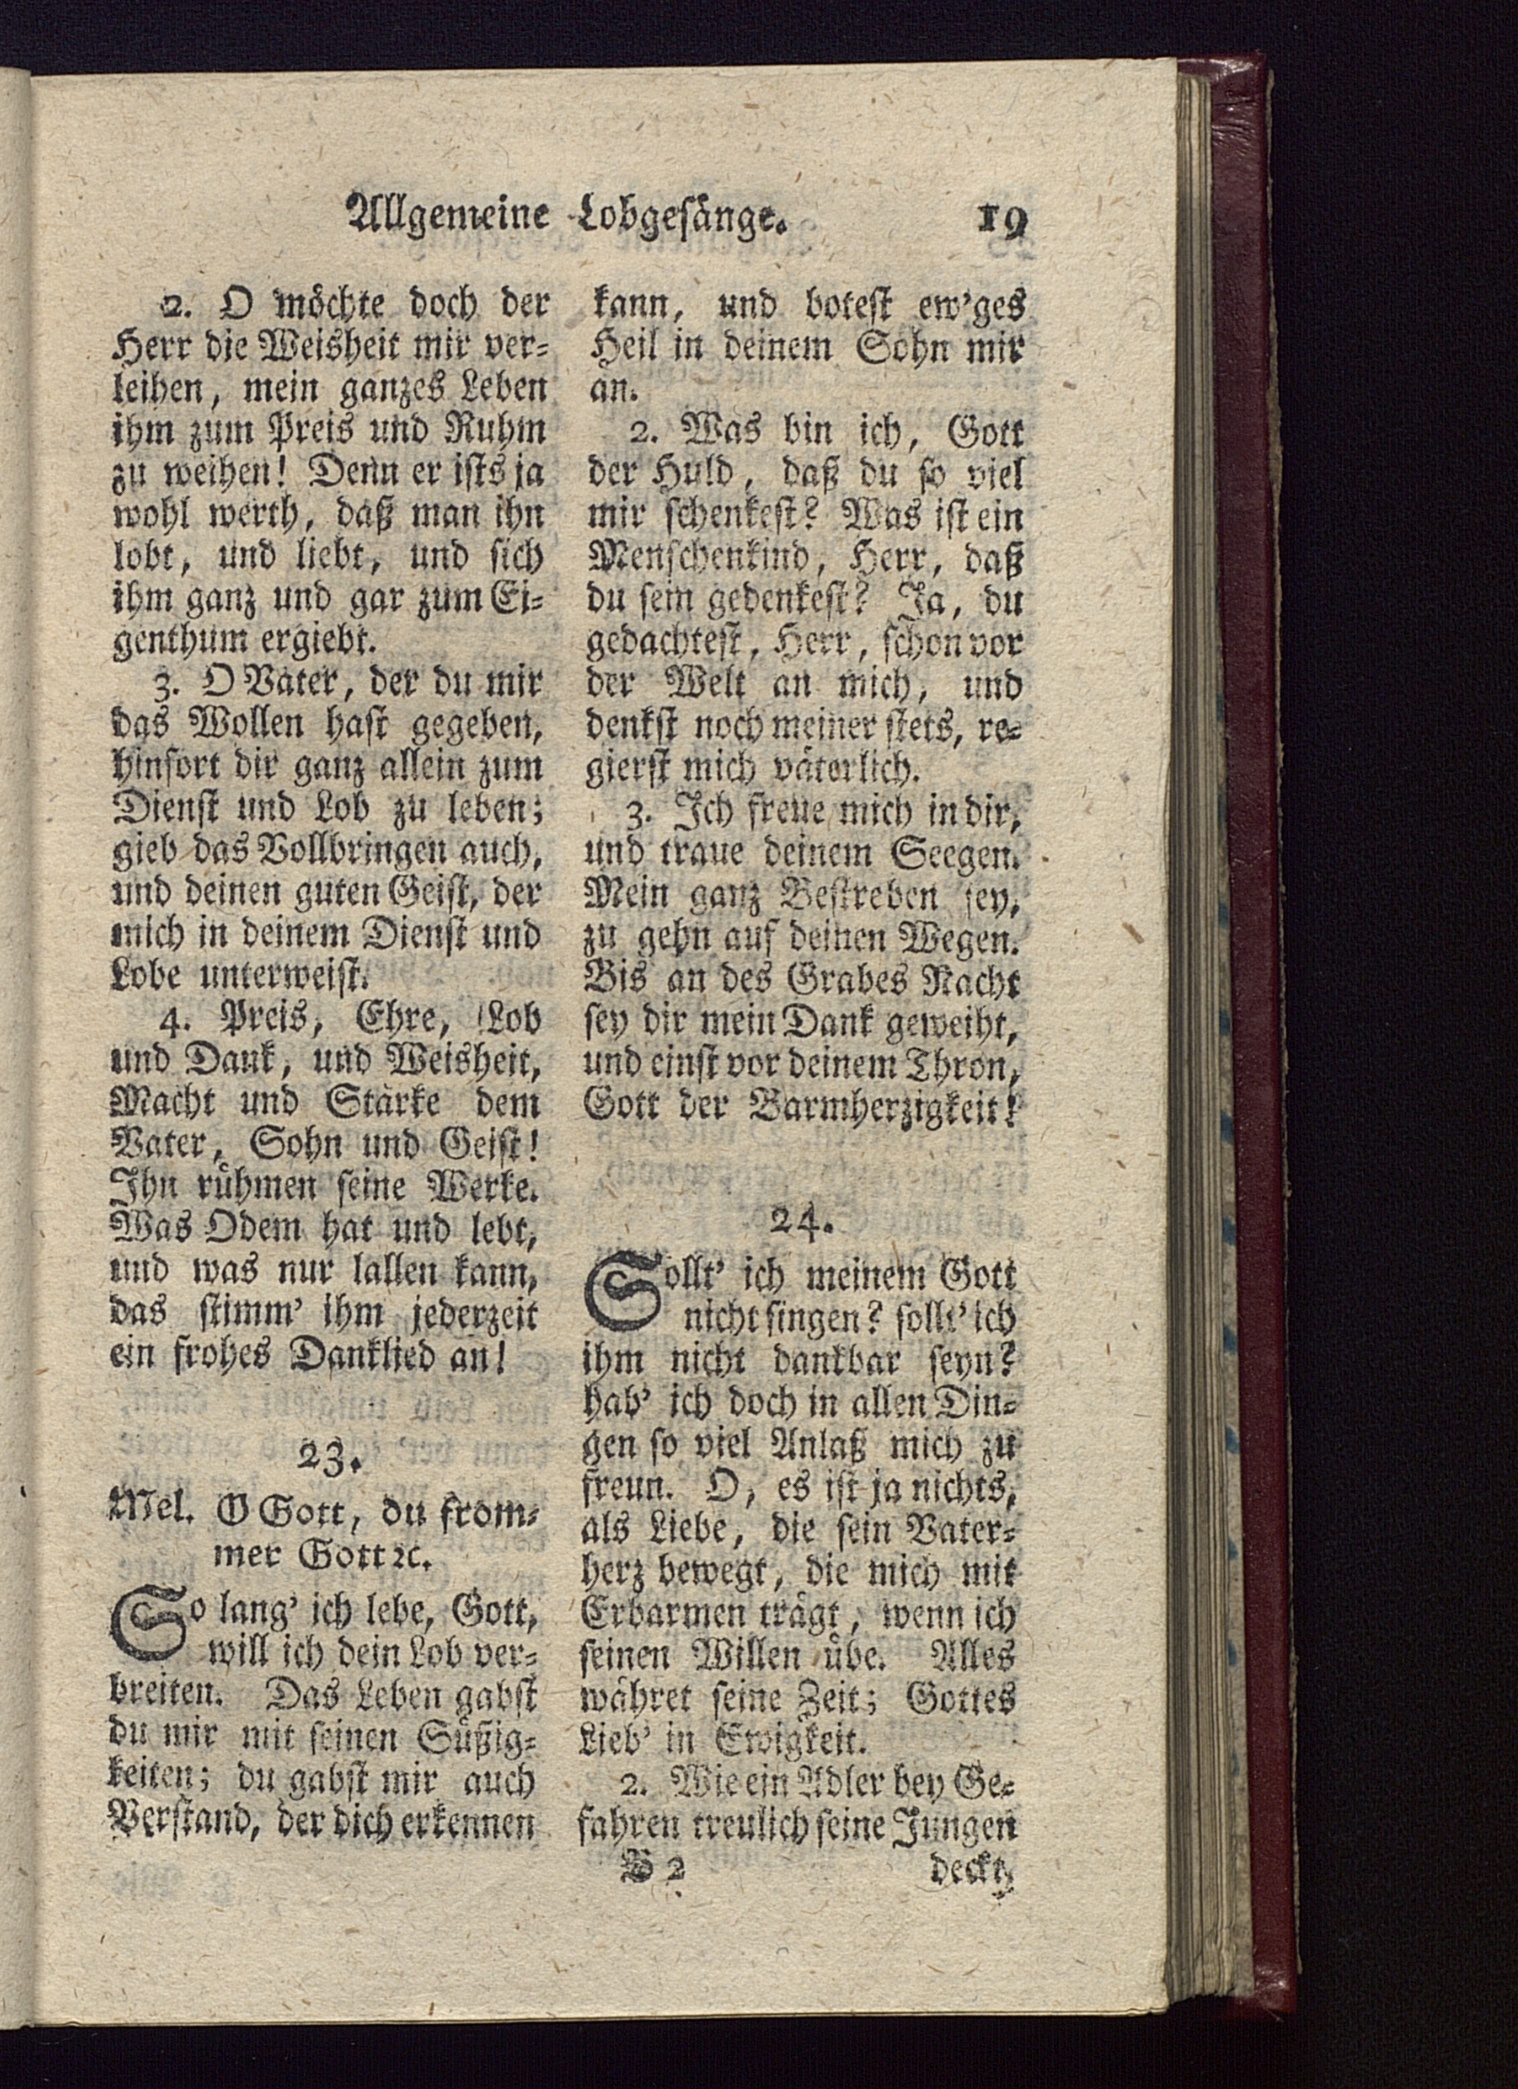 Allgemeine Lobgesänge. 19
2. O möchte doch der
Herr die Weisheit mir ver-
leihen, mein ganzes Leben
ihm zum Preis und Ruhm
zu weihen! Denn er ists ja
wohl werth, daß man ihn
lobt, und liebt, und sich
ihm ganz und gar zum Ei-
genthum ergiebt.
3. O Vater, der du mir
das Wollen hast gegeben,
hinfort dir ganz allein zum
Dienst und Lob zu leben;
gieb das Vollbringen auch,
und deinen guten Geist, der
mich in deinem Dienst und
Lobe unterweist.
4. Preis, Ehre, Lob
und Dank, und Weisheit,
Macht und Stärke dem
Vater, Sohn und Geist!
Ihn rühmen seine Werke.
Was Odem hat und lebt,
und was nur lallen kann,
das stimm' ihm jederzeit
ein frohes Danklied an!
23.
Mel. O Gott, du from-
mer Gott ꝛc.
So lang' ich lebe, Gott,
will ich dein Lob ver-
breiten. Das Leben gabst
du mir mit seinen Süßig-
keiten; du gabst mir auch
Verstand, der dich erkennen
kann, und botest ew'ges
Heil in deinem Sohn mir
an.
2. Was bin ich, Gott
der Huld, daß du so viel
mir schenkest? Was ist ein
Menschenkind, Herr, daß
du sein gedenkest? Ja, du
gedachtest, Herr, schon vor
der Welt an mich, und
denkst noch meiner stets, re-
gierst mich väterlich.
3. Ich freue mich in dir,
und traue deinem Seegen.
Mein ganz Bestreben sey,
zu gehn auf deinen Wegen.
Bis an des Grabes Nacht
sey dir mein Dank geweiht,
und einst vor deinem Thron,
Gott der Barmherzigkeit!
24.
Sollt' ich meinem Gott
nicht singen? sollt' ich
ihm nicht dankbar seyn?
hab' ich doch in allen Din-
gen so viel Anlaß mich zu
freun. O, es ist ja nichts,
als Liebe, die sein Vater-
herz bewegt, die mich mit
Erbarmen trägt, wenn ich
seinen Willen übe. Alles
währet seine Zeit; Gottes
Lieb' in Ewigkeit.
2. Wie ein Adler bey Ge-
fahren treulich seine Jungen
B 2 deckt,